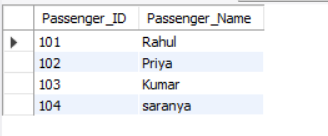 Passenger_ID Passenger_Name
101 Rahul
102 Priya
103 Kumar
104 saranya